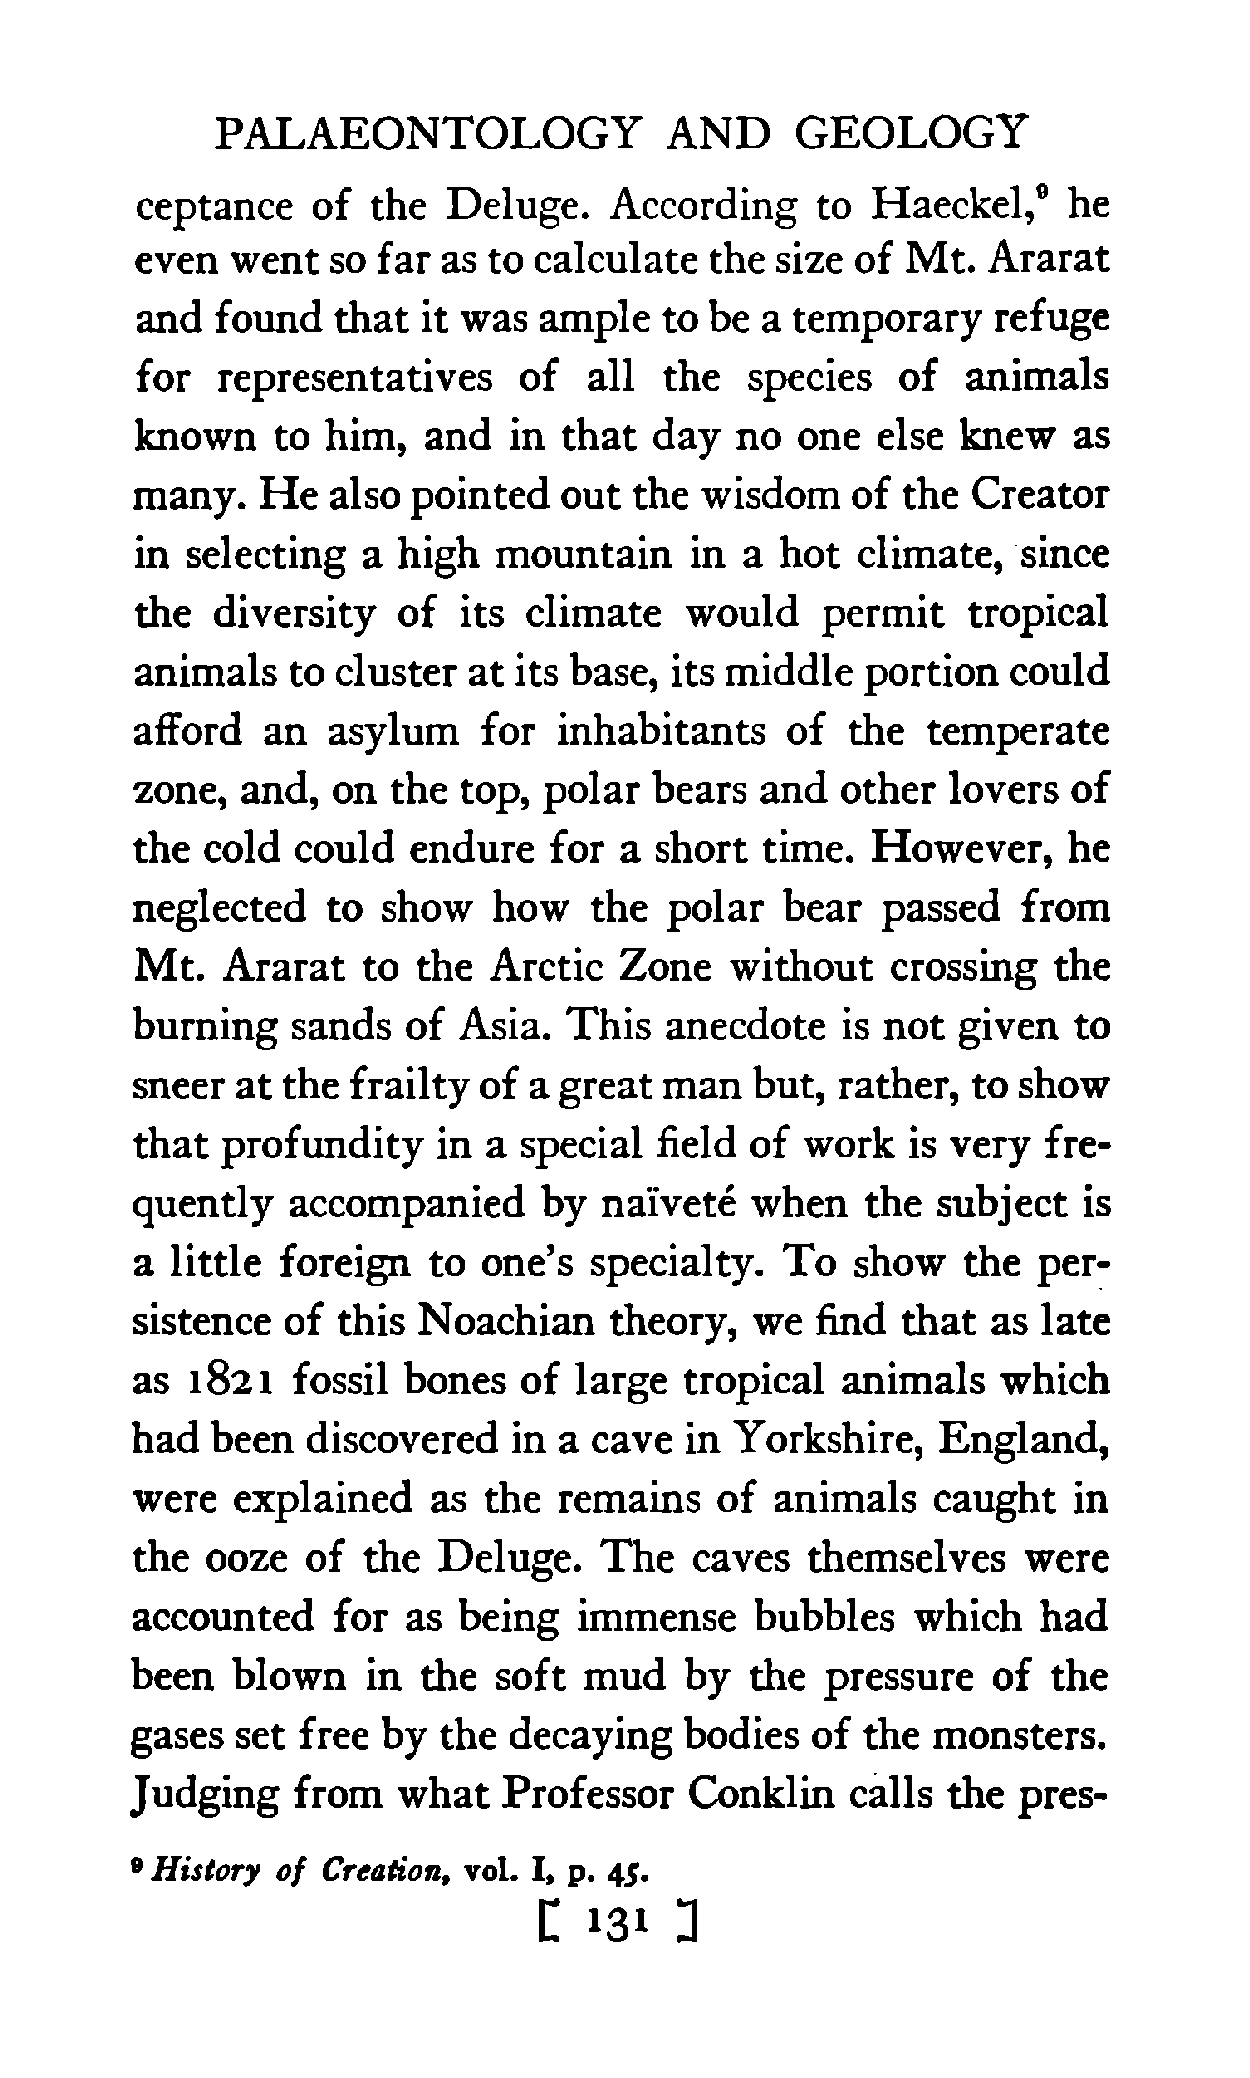 PALAEONTOLOGY AND GEOLOGY
ceptance of the Deluge. According to Haeckel,⁹ he
even went so far as to calculate the size of Mt. Ararat
and found that it was ample to be a temporary refuge
for representatives of all the species of animals
known to him, and in that day no one else knew as
many. He also pointed out the wisdom of the Creator
in selecting a high mountain in a hot climate, since
the diversity of its climate would permit tropical
animals to cluster at its base, its middle portion could
afford an asylum for inhabitants of the temperate
zone, and, on the top, polar bears and other lovers of
the cold could endure for a short time. However, he
neglected to show how the polar bear passed from
Mt. Ararat to the Arctic Zone without crossing the
burning sands of Asia. This anecdote is not given to
sneer at the frailty of a great man but, rather, to show
that profundity in a special field of work is very fre-
quently accompanied by naïveté when the subject is
a little foreign to one's specialty. To show the per-
sistence of this Noachian theory, we find that as late
as 1821 fossil bones of large tropical animals which
had been discovered in a cave in Yorkshire, England,
were explained as the remains of animals caught in
the ooze of the Deluge. The caves themselves were
accounted for as being immense bubbles which had
been blown in the soft mud by the pressure of the
gases set free by the decaying bodies of the monsters.
Judging from what Professor Conklin calls the pres-
⁹ History of Creation, vol. I, p. 45.
[ 131 ]